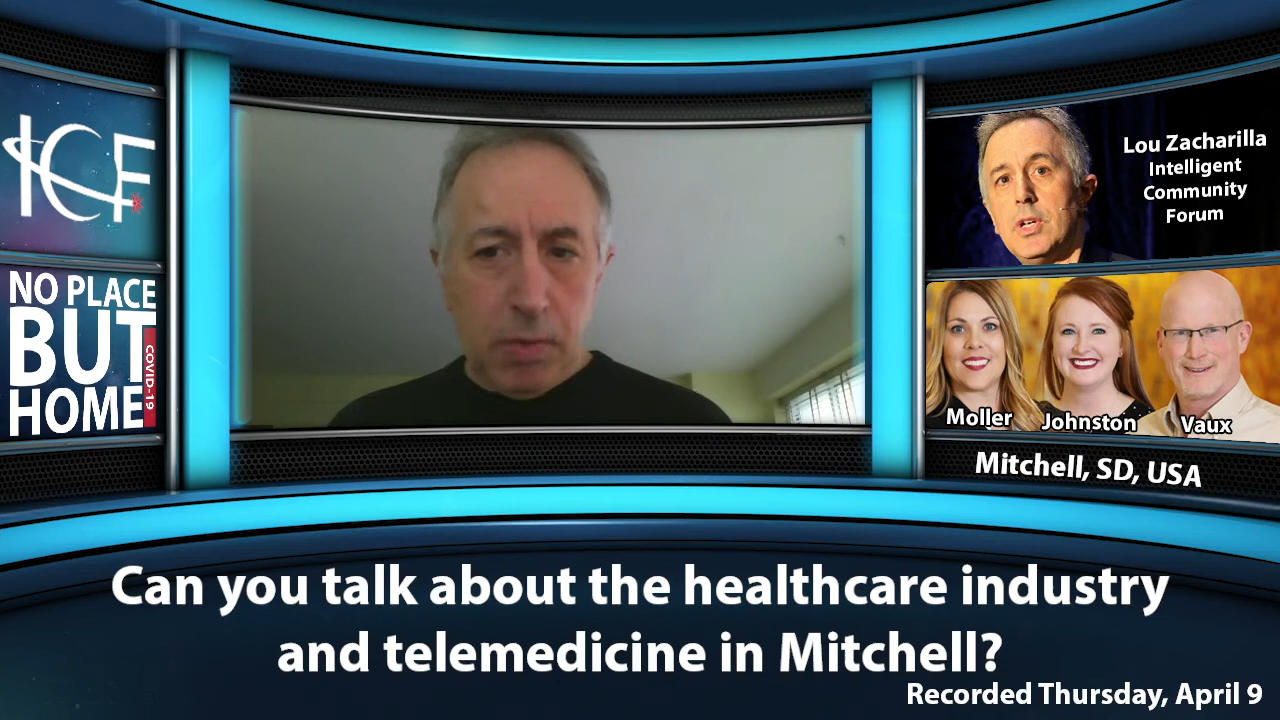 ICF
NO PLACE
BUT
HOME
COVID-19
Lou Zacharilla
Intelligent
Community
Forum
Moller
Johnston
Vaux
Mitchell, SD, USA
Can you talk about the healthcare industry
and telemedicine in Mitchell?
Recorded Thursday, April 9